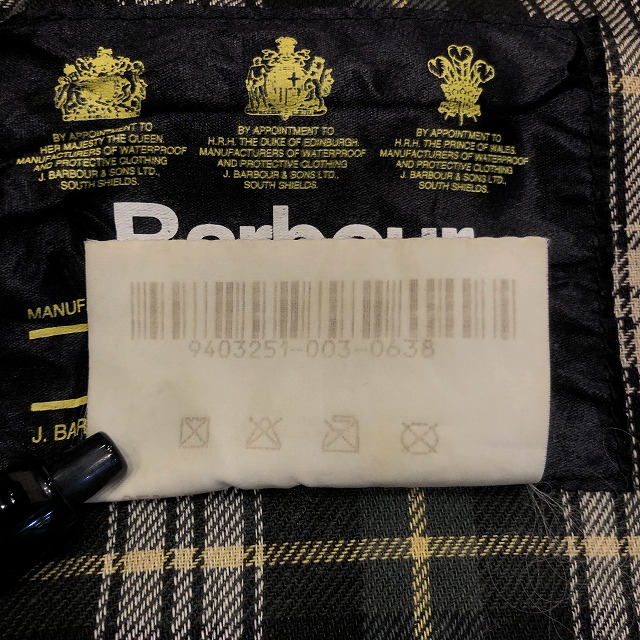 BY APPOINTMENT TO
HER MAJESTY THE QUEEN
MANUFACTURERS OF WATERPROOF
AND PROTECTIVE CLOTHING
J. BARBOUR & SONS LTD.
SOUTH SHIELDS.
BY APPOINTMENT TO
H.R.H. THE DUKE OF EDINBURGH
MANUFACTURERS OF WATERPROOF
AND PROTECTIVE CLOTHING
J. BARBOUR & SONS LTD.
SOUTH SHIELDS.
BY APPOINTMENT TO
H.R.H. THE PRINCE OF WALES
MANUFACTURERS OF WATERPROOF
AND PROTECTIVE CLOTHING
J. BARBOUR & SONS LTD.
SOUTH SHIELDS.
Barbour
MANUF
J. BAR
9403251-003-0638